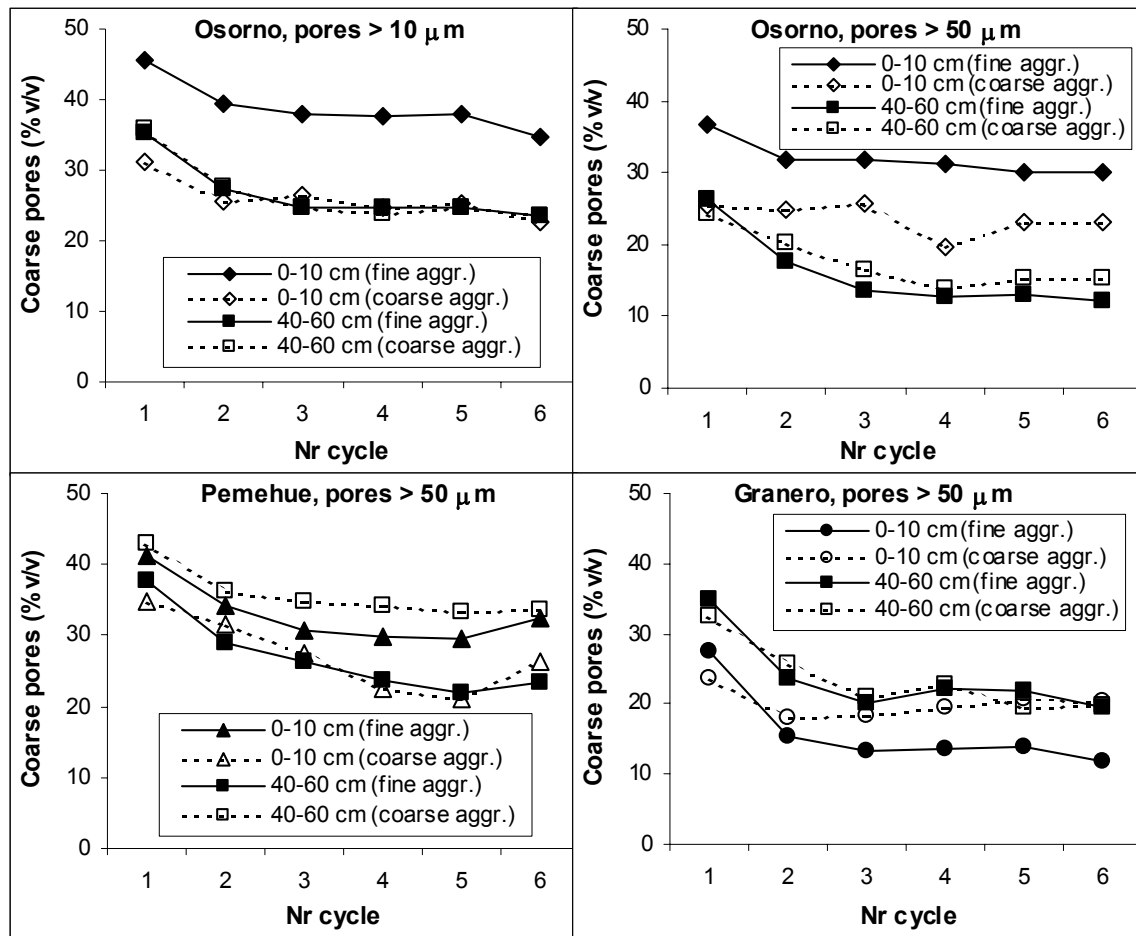 Osorno, pores > 10 μm
Coarse pores (% v/v)
50
40
30
20
10
0
0-10 cm (fine aggr.)
0-10 cm (coarse aggr.)
40-60 cm (fine aggr.)
40-60 cm (coarse aggr.)
1 2 3 4 5 6
Nr cycle
Osorno, pores > 50 μm
Coarse pores (% v/v)
50
40
30
20
10
0
0-10 cm (fine aggr.)
0-10 cm (coarse aggr.)
40-60 cm (fine aggr.)
40-60 cm (coarse aggr.)
1 2 3 4 5 6
Nr cycle
Pemehue, pores > 50 μm
Coarse pores (% v/v)
50
40
30
20
10
0
0-10 cm (fine aggr.)
0-10 cm (coarse aggr.)
40-60 cm (fine aggr.)
40-60 cm (coarse aggr.)
1 2 3 4 5 6
Nr cycle
Granero, pores > 50 μm
Coarse pores (% v/v)
50
40
30
20
10
0
0-10 cm (fine aggr.)
0-10 cm (coarse aggr.)
40-60 cm (fine aggr.)
40-60 cm (coarse aggr.)
1 2 3 4 5 6
Nr cycle